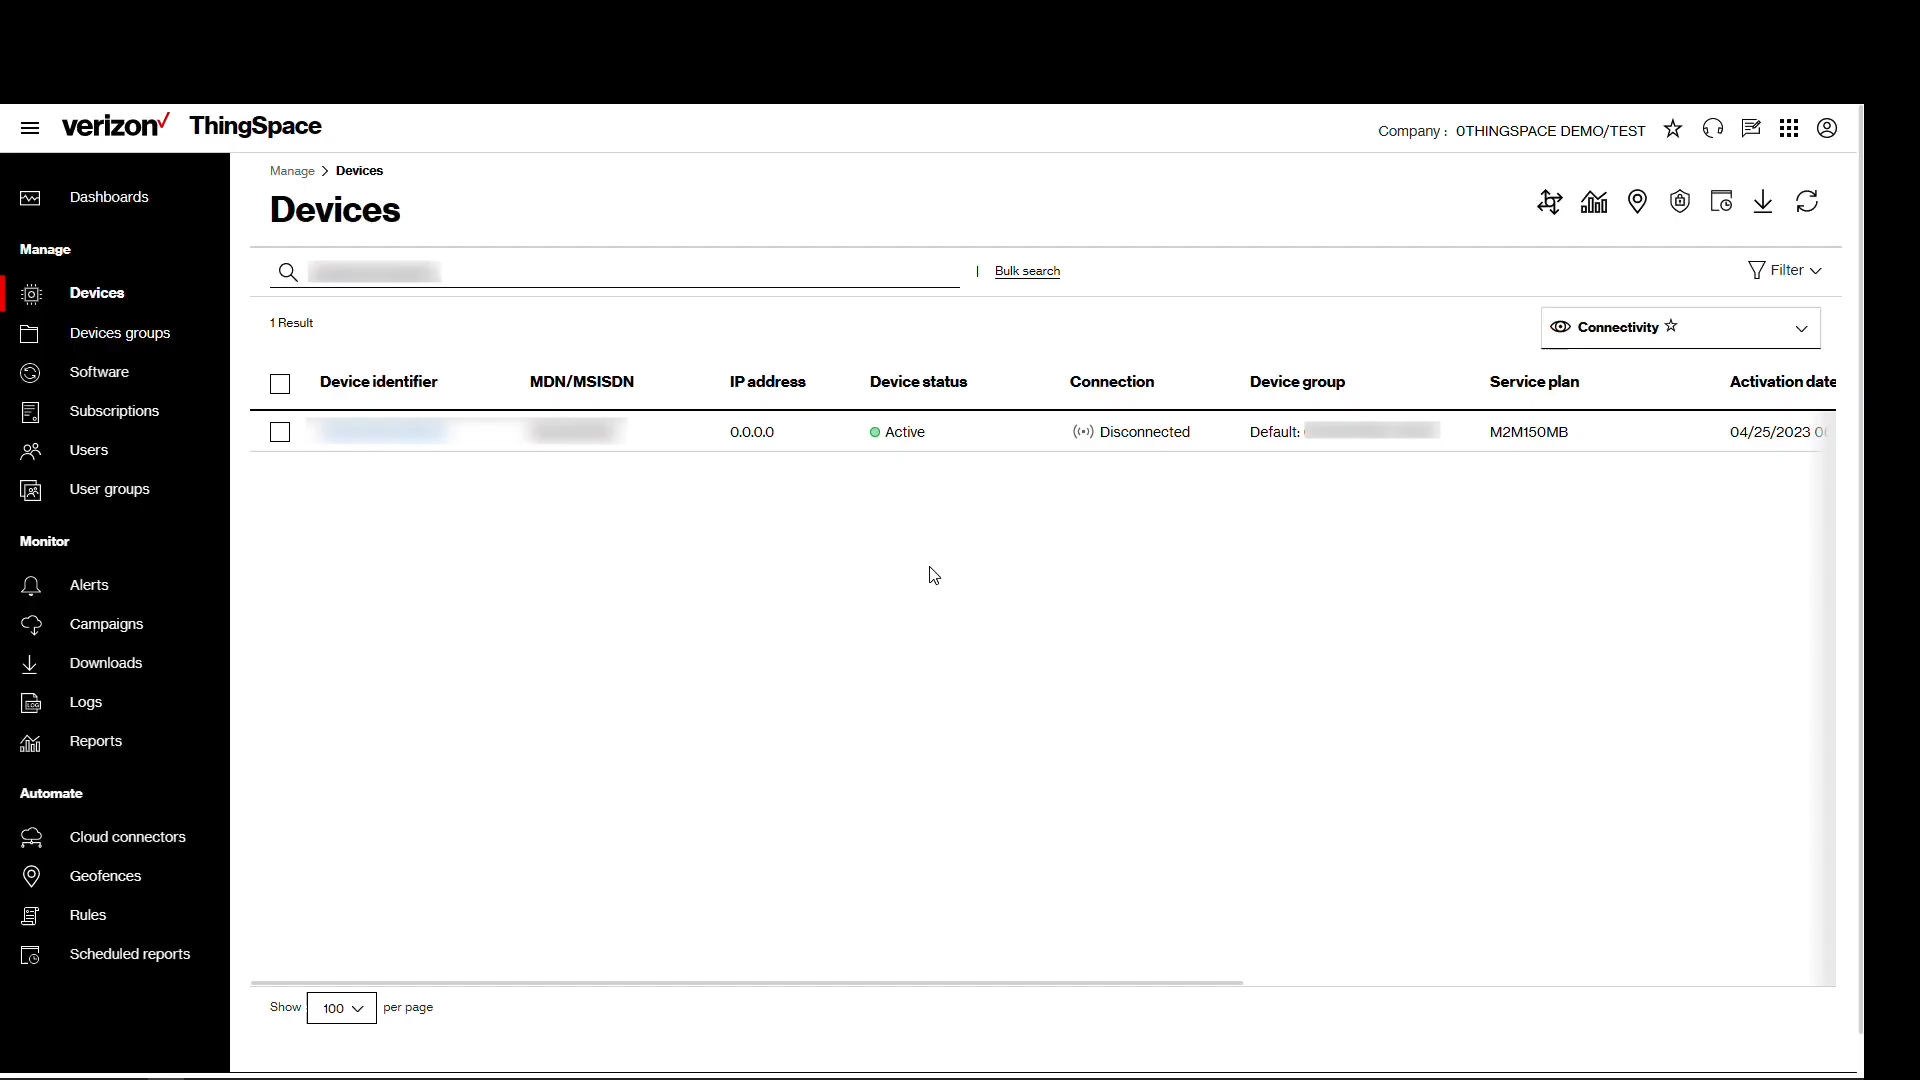 verizon ThingSpace
Company : 0THINGSPACE DEMO/TEST
Dashboards
Manage
Devices
Devices groups
Software
Subscriptions
Users
User groups
Monitor
Alerts
Campaigns
Downloads
Logs
Reports
Automate
Cloud connectors
Geofences
Rules
Scheduled reports
Manage > Devices
Devices
| Bulk search
Filter
1 Result
Connectivity
Device identifier MDN/MSISDN IP address Device status Connection Device group Service plan Activation date
0.0.0.0 Active Disconnected Default: M2M150MB 04/25/2023
Show 100 per page